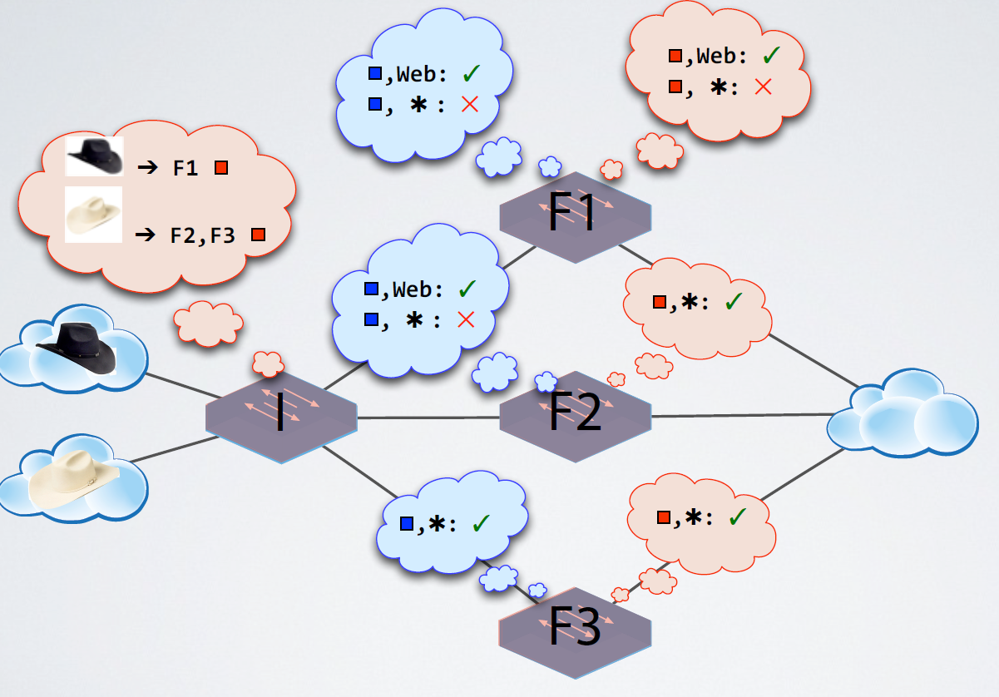 ■,Web: ✓
■, * : ×
■,Web: ✓
■, *: ×
➔ F1 ■
➔ F2,F3 ■
F1
■,Web: ✓
■, * : ×
■,*: ✓
I
F2
■,*: ✓
■,*: ✓
F3